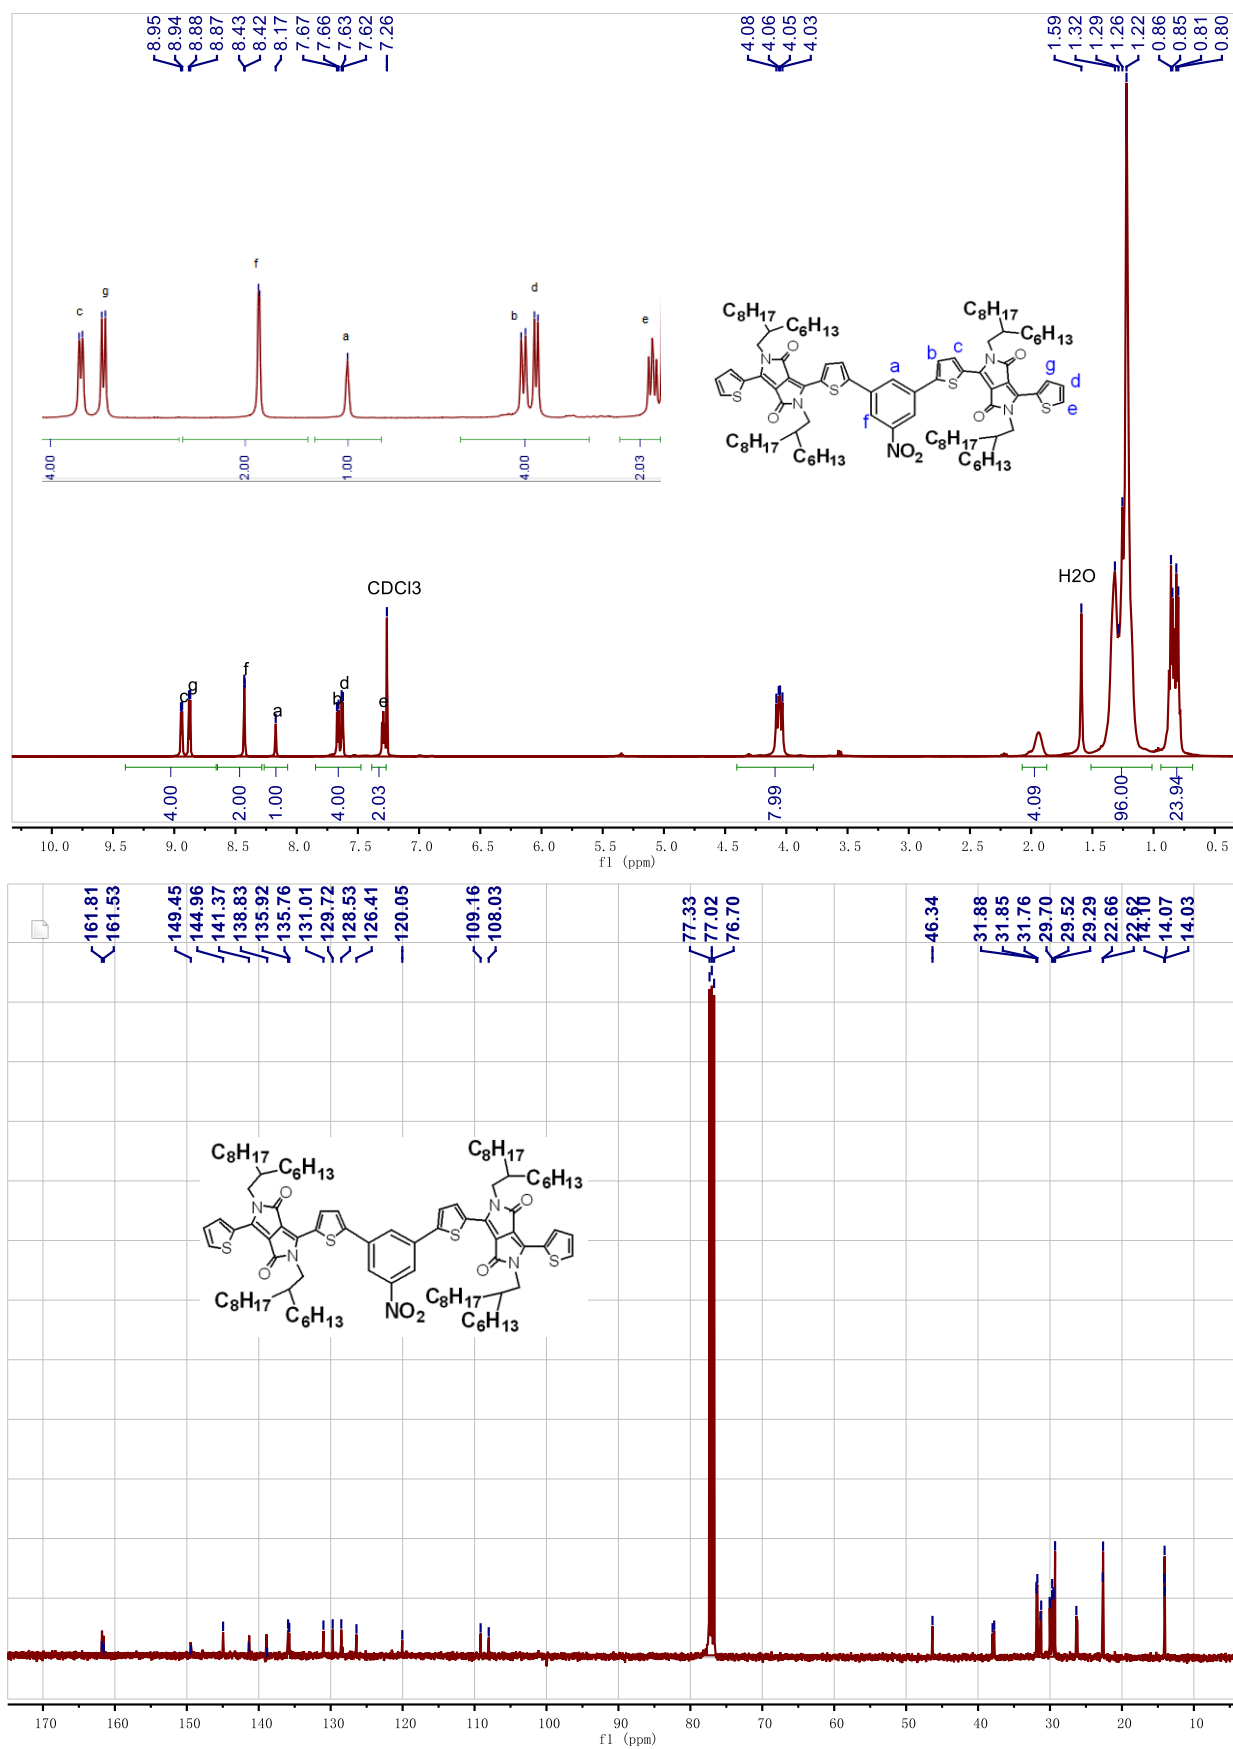 8.95
8.94
8.88
8.87
8.43
8.42
8.17
7.67
7.66
7.63
7.62
7.26
4.08
4.06
4.05
4.03
1.59
1.32
1.29
1.26
1.22
0.86
0.85
0.81
0.80
c
g
f
a
b
d
e
4.00
2.00
1.00
4.00
2.03
C8H17
C6H13
C8H17
C6H13
N
O
b
c
N
O
a
g
d
S
S
S
S
e
O
N
f
O
N
C8H17
C6H13
NO2
C8H17
C6H13
CDCl3
H2O
c
g
f
a
b
d
e
4.00
2.00
1.00
4.00
2.03
7.99
4.09
96.00
23.94
10.0 9.5 9.0 8.5 8.0 7.5 7.0 6.5 6.0 5.5 5.0 4.5 4.0 3.5 3.0 2.5 2.0 1.5 1.0 0.5
f1 (ppm)
161.81
161.53
149.45
144.96
141.37
138.83
135.92
135.76
131.01
129.72
128.53
126.41
120.05
109.16
108.03
77.33
77.02
76.70
46.34
31.88
31.85
31.76
29.70
29.52
29.29
22.66
22.62
14.10
14.07
14.03
C8H17
C6H13
C8H17
C6H13
N
O
N
O
S
S
S
S
O
N
O
N
C8H17
C6H13
NO2
C8H17
C6H13
170 160 150 140 130 120 110 100 90 80 70 60 50 40 30 20 10
f1 (ppm)